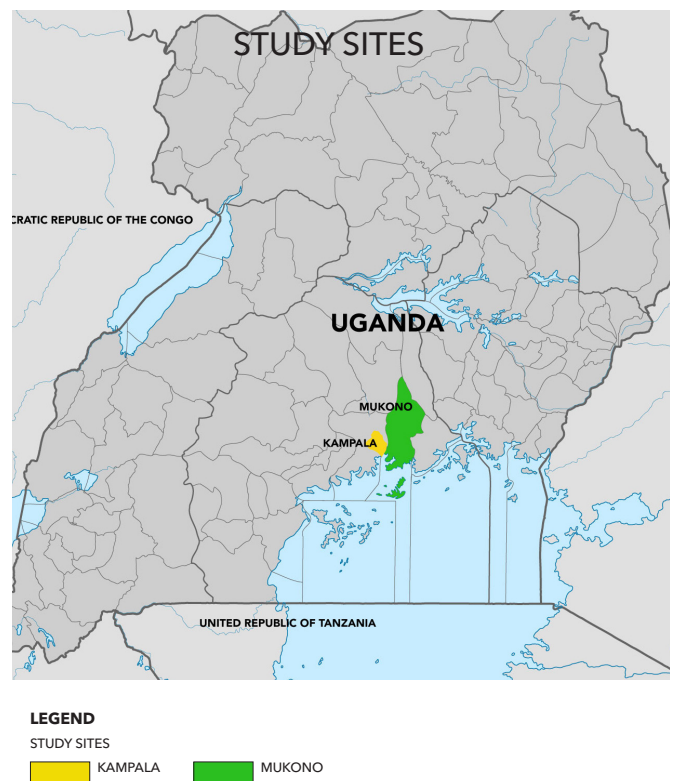 STUDY SITES
CRATIC REPUBLIC OF THE CONGO
UGANDA
MUKONO
KAMPALA
UNITED REPUBLIC OF TANZANIA
LEGEND
STUDY SITES
KAMPALA MUKONO